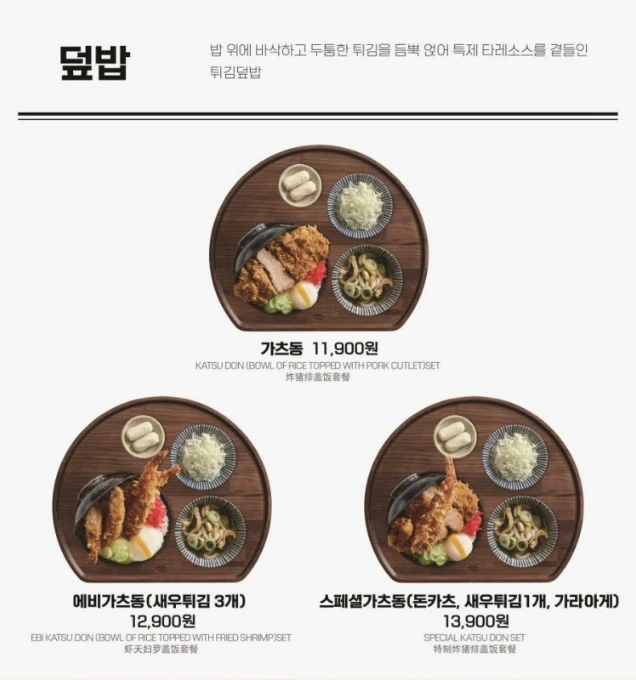 덮밥
밥 위에 바삭하고 두툼한 튀김을 듬뿍 얹어 특제 타레소스를 곁들인
튀김덮밥
가츠동 11,900원
KATSU DON (BOWL OF RICE TOPPED WITH PORK CUTLET)SET
炸猪排盖饭套餐
에비가츠동(새우튀김 3개)
12,900원
EBI KATSU DON (BOWL OF RICE TOPPED WITH FRIED SHRIMP)SET
虾天妇罗盖饭套餐
스페셜가츠동(돈카츠, 새우튀김1개, 가라아게)
13,900원
SPECIAL KATSU DON SET
特制炸猪排盖饭套餐